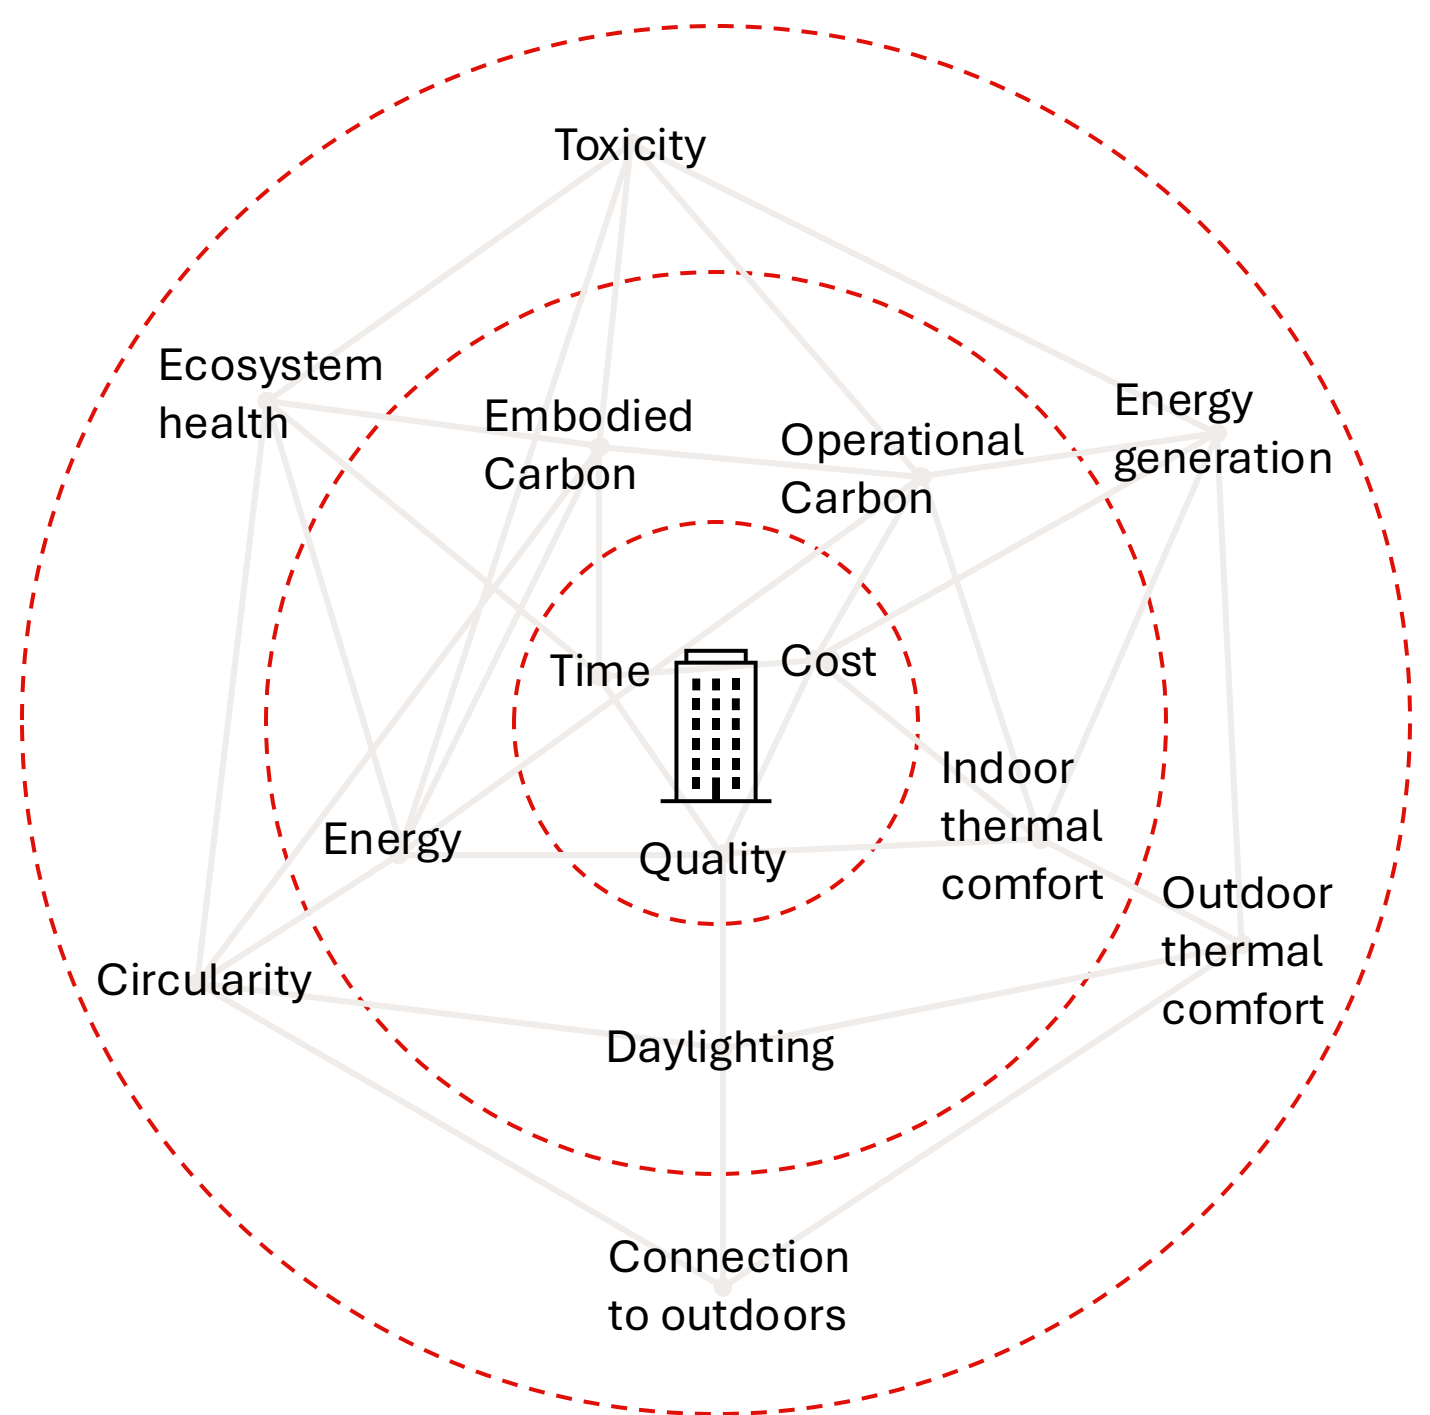 Toxicity
Ecosystem
health
Embodied
Carbon
Operational
Carbon
Energy
generation
Time
Cost
Indoor
thermal
comfort
Energy
Quality
Outdoor
thermal
comfort
Circularity
Daylighting
Connection
to outdoors